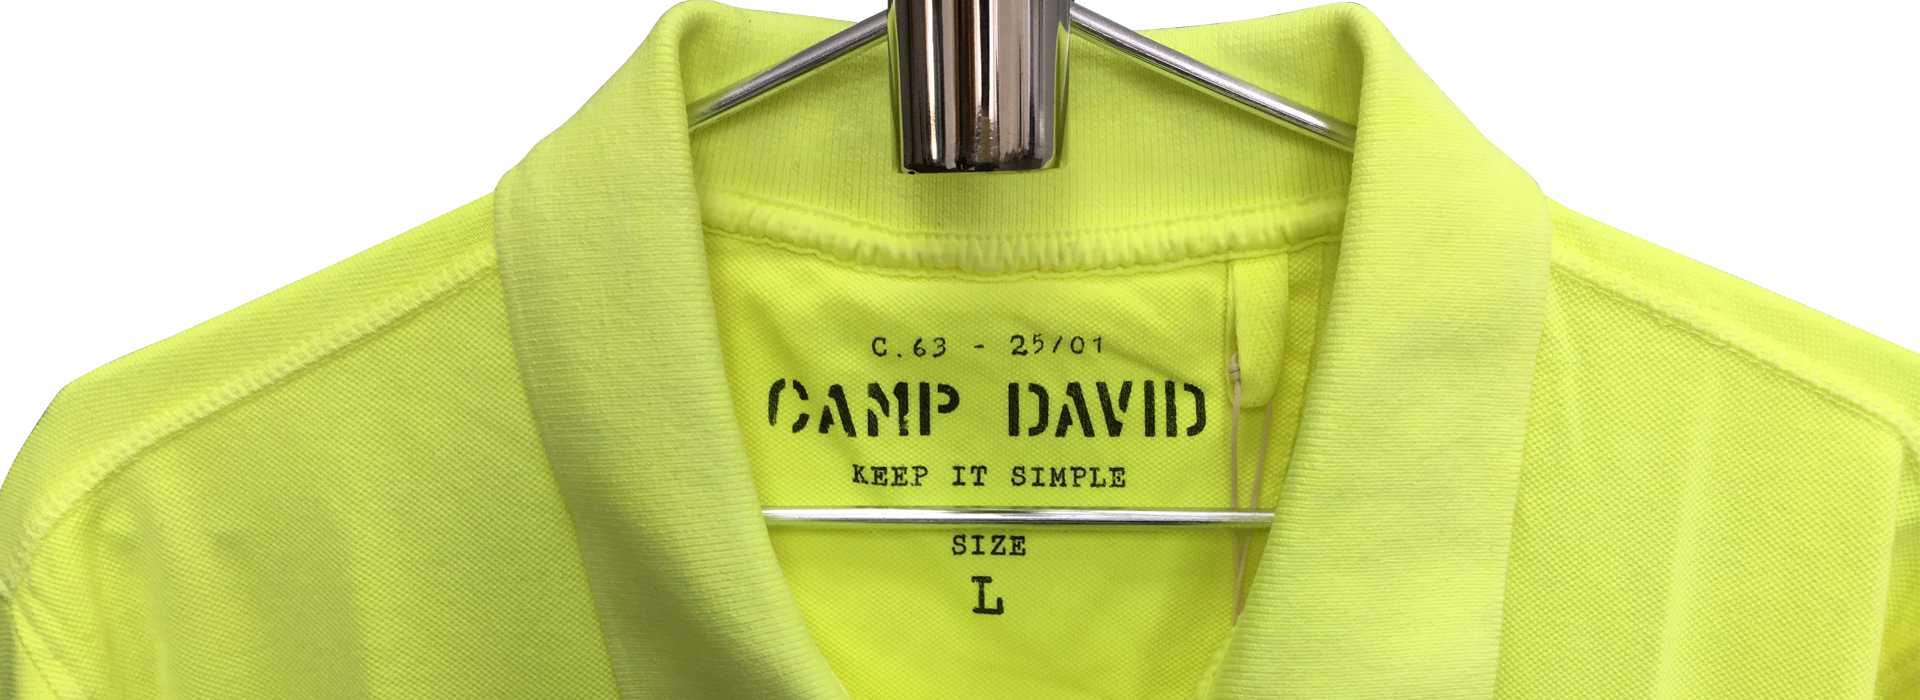 C.63 - 25/01
CAMP DAVID
KEEP IT SIMPLE
SIZE
L